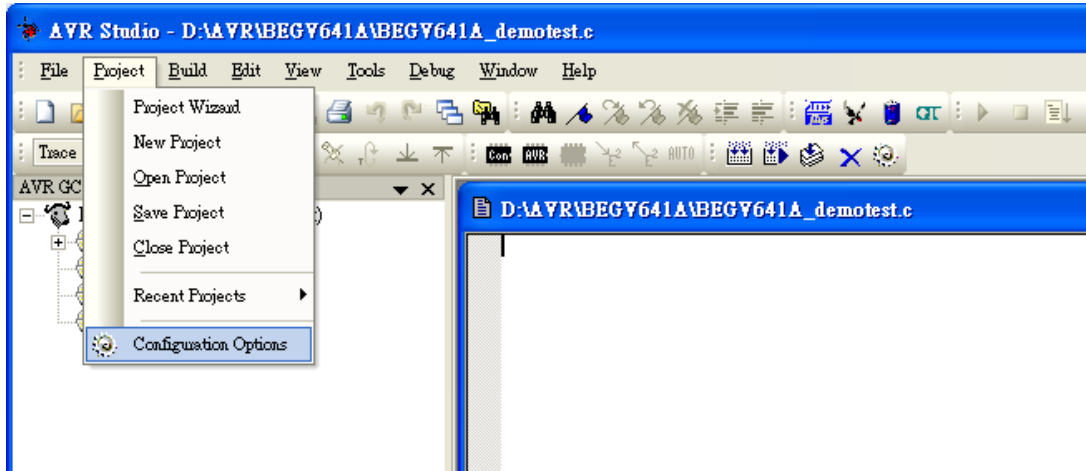 AVR Studio - D:\AVR\BEGV641A\BEGV641A_demotest.c
File Project Build Edit View Tools Debug Window Help
Project Wizard
New Project
Open Project
Save Project
Close Project
Recent Projects
Configuration Options
Trace
Con AVR AUTO
AVR GC
D:\AVR\BEGV641A\BEGV641A_demotest.c